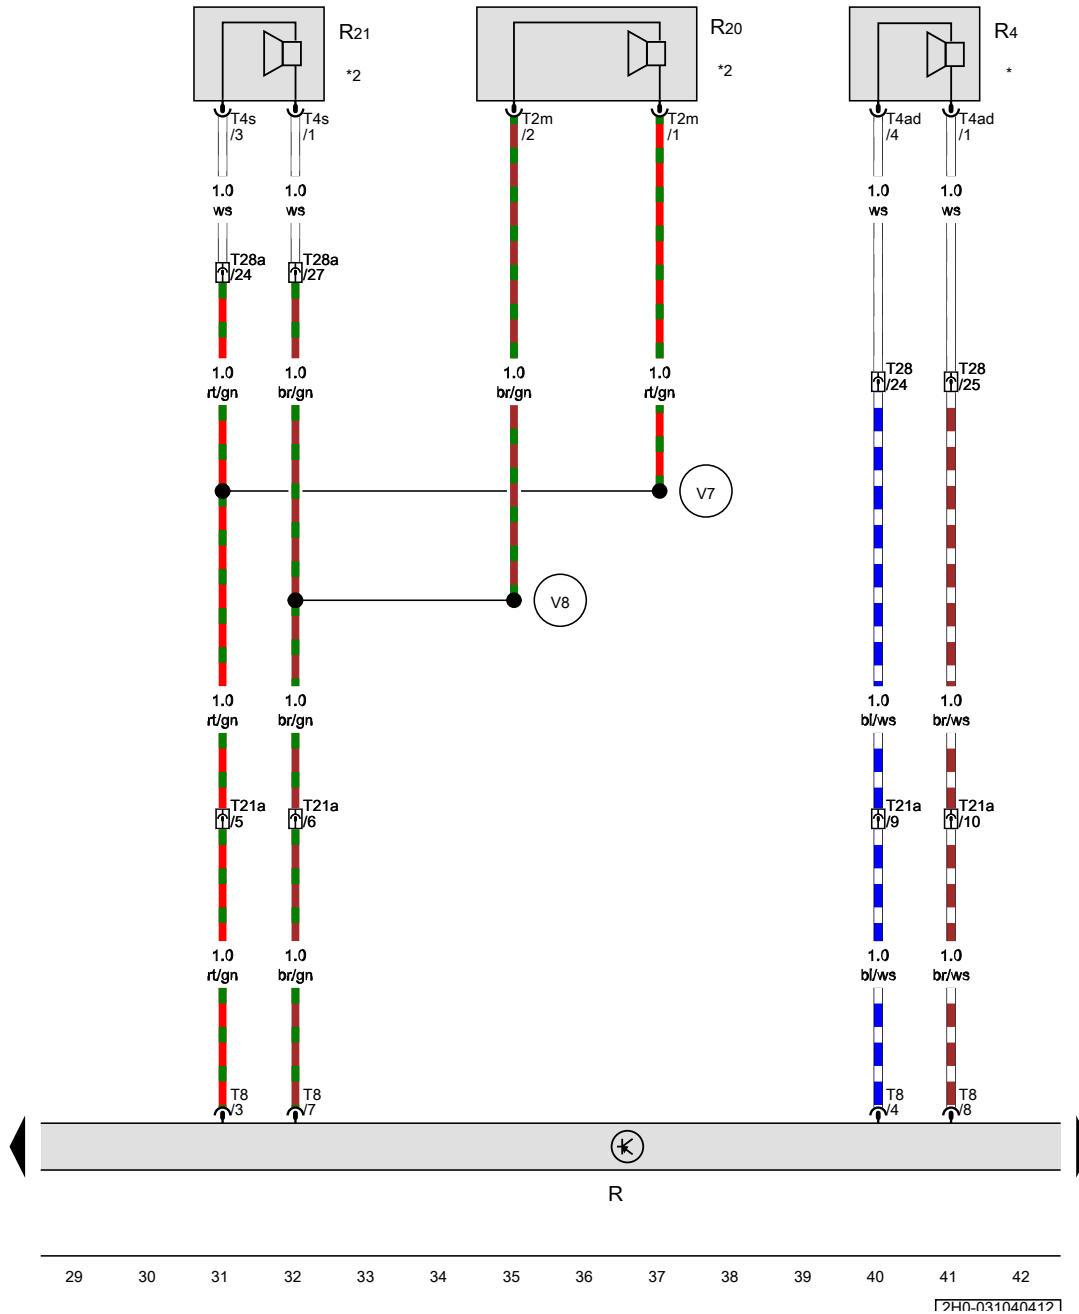 R21
*2
R20
*2
R4
*
T4s
/3
T4s
/1
T2m
/2
T2m
/1
T4ad
/4
T4ad
/1
1.0
ws
1.0
ws
1.0
ws
1.0
ws
T28a
/24
T28a
/27
1.0
rt/gn
1.0
br/gn
1.0
br/gn
1.0
rt/gn
T28
/24
T28
/25
V7
V8
1.0
rt/gn
1.0
br/gn
1.0
bl/ws
1.0
br/ws
T21a
/5
T21a
/6
T21a
/9
T21a
/10
1.0
rt/gn
1.0
br/gn
1.0
bl/ws
1.0
br/ws
T8
/3
T8
/7
T8
/4
T8
/8
R
29 30 31 32 33 34 35 36 37 38 39 40 41 42
2H0-031040412